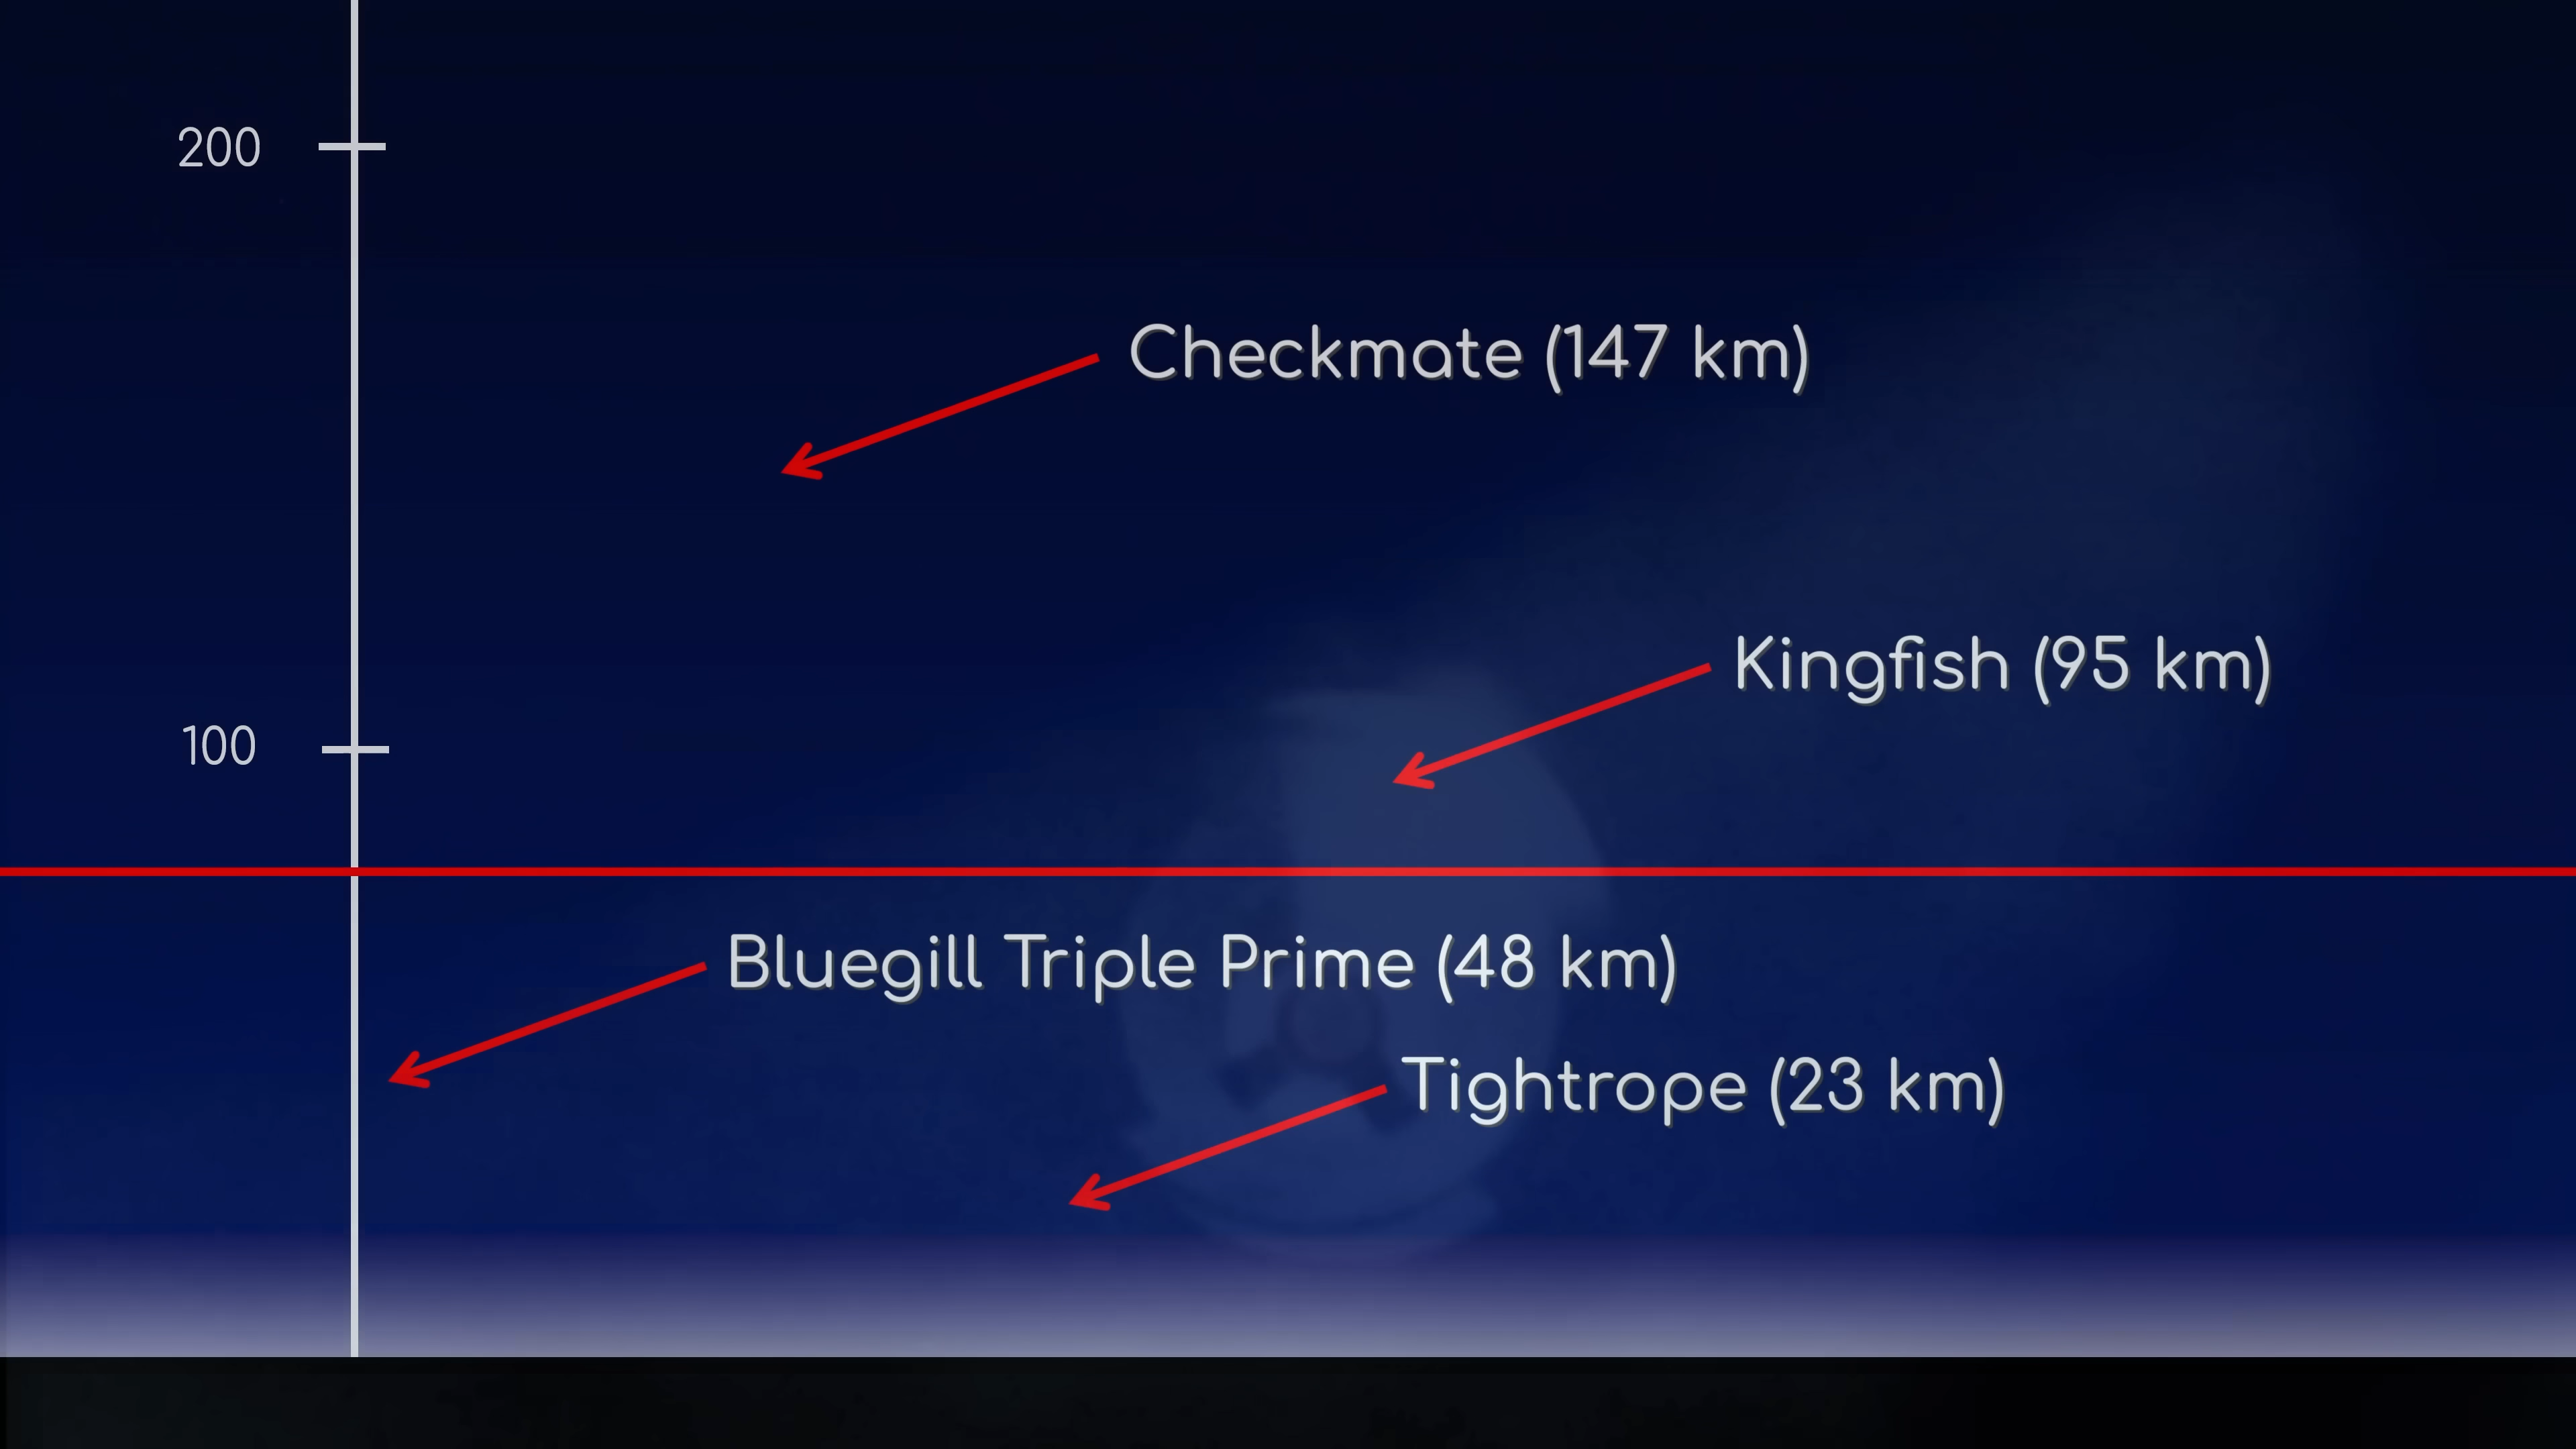 200
Checkmate (147 km)
Kingfish (95 km)
100
Bluegill Triple Prime (48 km)
Tightrope (23 km)